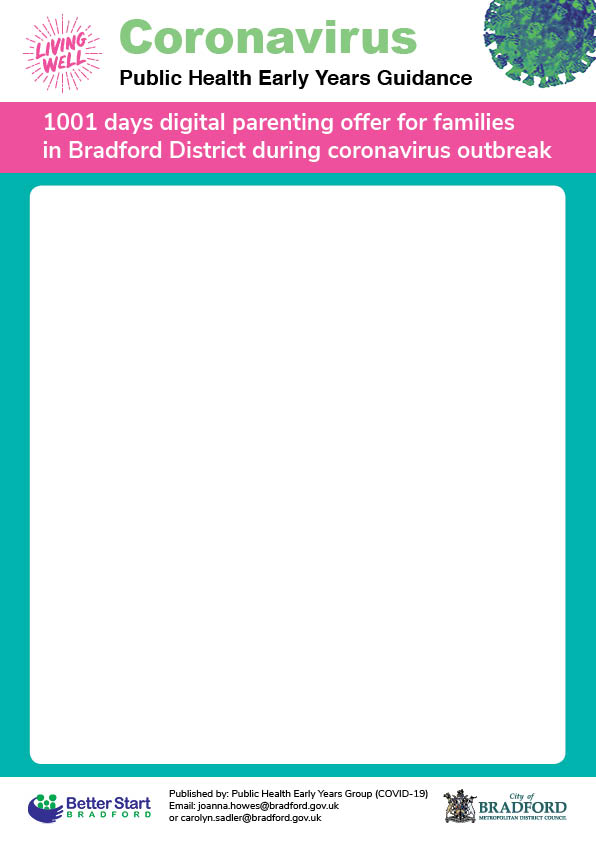 LIVING
WELL
Coronavirus
Public Health Early Years Guidance
1001 days digital parenting offer for families
in Bradford District during coronavirus outbreak
Better Start
BRADFORD
Published by: Public Health Early Years Group (COVID-19)
Email: joanna.howes@bradford.gov.uk
or carolyn.sadler@bradford.gov.uk
City of
BRADFORD
METROPOLITAN DISTRICT COUNCIL